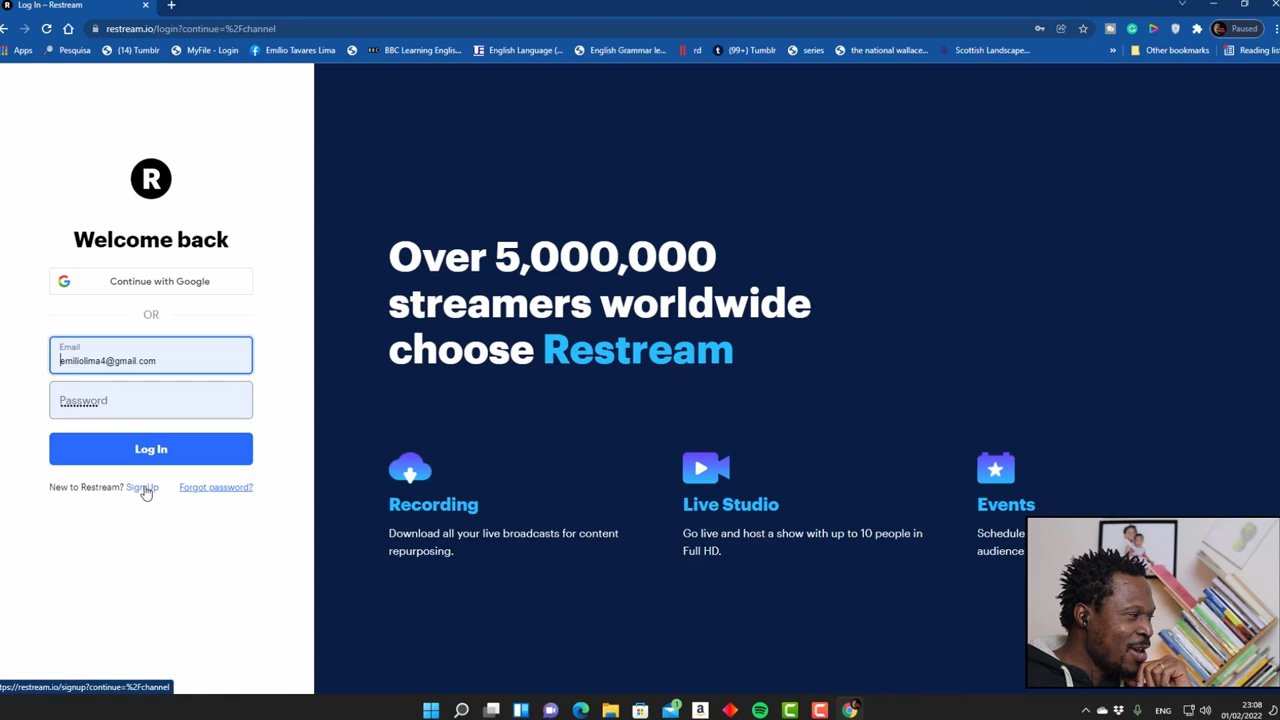 Log In – Restream
restream.io/login?continue=%2Fchannel
Paused
Apps
Pesquisa
(14) Tumblr
MyFile - Login
Emílio Tavares Lima
BBC Learning Englis...
English Language (...
English Grammar le...
rd
(99+) Tumblr
series
the national wallace...
Scottish Landscape...
»
Other bookmarks
Reading list
R
Welcome back
Continue with Google
OR
Email
emiliolima4@gmail.com
Password
Log In
New to Restream? Sign Up
Forgot password?
Over 5,000,000
streamers worldwide
choose Restream
Recording
Download all your live broadcasts for content
repurposing.
Live Studio
Go live and host a show with up to 10 people in
Full HD.
Events
Schedule
audience
tps://restream.io/signup?continue=%2Fchannel
ENG
23:08
01/02/2022